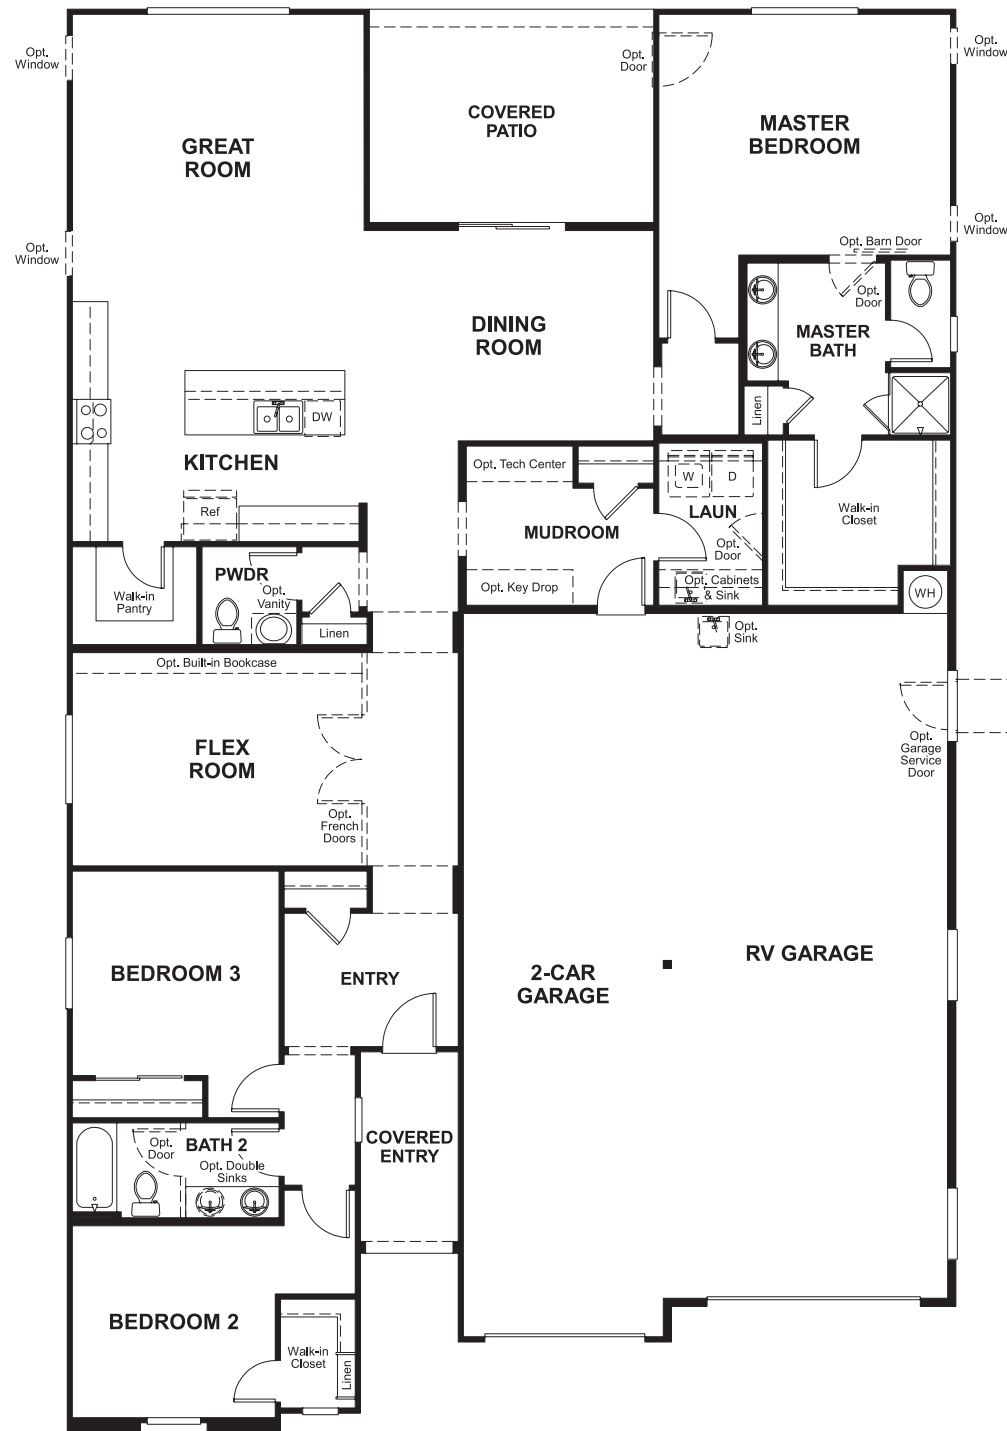 Opt.
Window
Opt.
Door
Opt.
Window
COVERED
PATIO
GREAT
ROOM
MASTER
BEDROOM
Opt.
Window
Opt.
Window
Opt. Barn Door
Opt.
Door
MASTER
BATH
DINING
ROOM
Linen
DW
KITCHEN
Opt. Tech Center
W
D
Ref
LAUN
Walk-in
Closet
MUDROOM
Opt.
Door
PWDR
Opt.
Vanity
Walk-in
Pantry
Opt. Key Drop
Opt. Cabinets
& Sink
WH
Linen
Opt.
Sink
Opt. Built-in Bookcase
FLEX
ROOM
Opt.
Garage
Service
Door
Opt.
French
Doors
BEDROOM 3
ENTRY
2-CAR
GARAGE
RV GARAGE
Opt.
Door
BATH 2
Opt. Double
Sinks
COVERED
ENTRY
BEDROOM 2
Walk-in
Closet
Linen